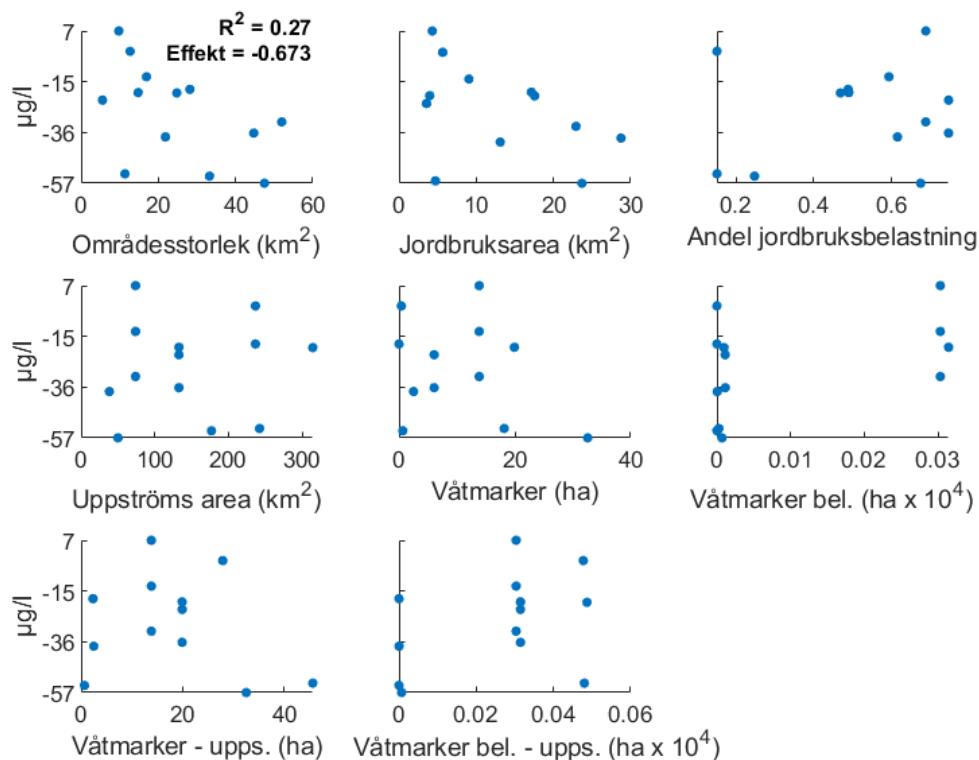 R² = 0.27
Effekt = -0.673
7
-15
-36
-57
µg/l
0 20 40 60
Områdesstorlek (km²)
0 10 20 30
Jordbruksarea (km²)
0.2 0.4 0.6
Andel jordbruksbelastning
7
-15
-36
-57
µg/l
0 100 200 300
Uppströms area (km²)
0 20 40
Våtmarker (ha)
0 0.01 0.02 0.03
Våtmarker bel. (ha x 10⁴)
7
-15
-36
-57
µg/l
0 20 40
Våtmarker - upps. (ha)
0 0.02 0.04 0.06
Våtmarker bel. - upps. (ha x 10⁴)